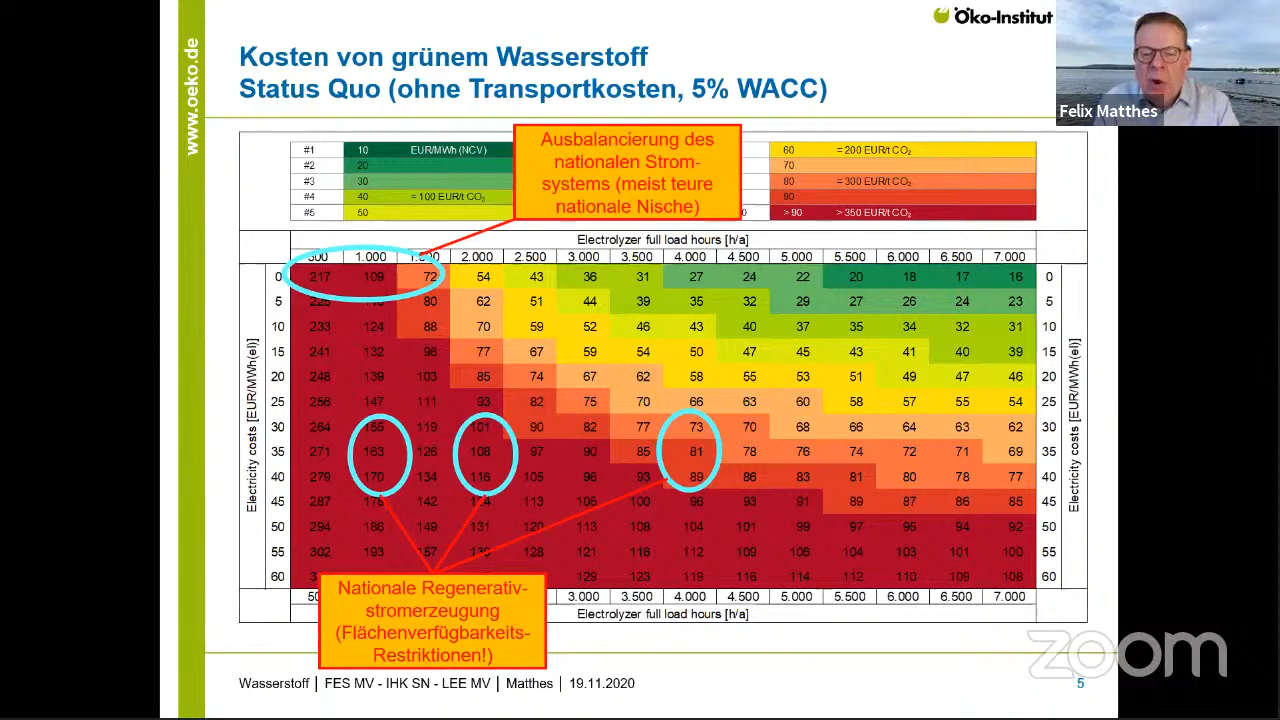 Öko-Institut
www.oeko.de
Kosten von grünem Wasserstoff
Status Quo (ohne Transportkosten, 5% WACC)
Felix Matthes
Ausbalancierung des
nationalen Strom-
systems (meist teure
nationale Nische)
#1 10 EUR/MWh (NCV) 60 = 200 EUR/t CO₂
#2 20 70
#3 30 80 = 300 EUR/t CO₂
#4 40 = 100 EUR/t CO₂ 90
#5 50 > 90 > 350 EUR/t CO₂
Electrolyzer full load hours [h/a]
1.000 2.000 2.500 3.000 3.500 4.000 4.500 5.000 5.500 6.000 6.500 7.000
Electricity costs [EUR/MWh(el)]
0 217 109 72 54 43 36 31 27 24 22 20 18 17 16 0
5 80 62 51 44 39 35 32 29 27 26 24 23 5
10 233 124 88 70 59 52 46 43 40 37 35 34 32 31 10
15 241 132 96 77 67 59 54 50 47 45 43 41 40 39 15
20 248 139 103 85 74 67 62 58 55 53 51 49 47 46 20
25 256 147 111 93 82 75 70 66 63 60 58 57 55 54 25
30 264 155 119 101 90 82 77 73 70 68 66 64 63 62 30
35 271 163 126 108 97 90 85 81 78 76 74 72 71 69 35
40 279 170 134 116 105 98 93 89 86 83 81 80 78 77 40
45 287 178 142 124 113 105 100 96 93 91 89 87 86 85 45
50 294 186 149 131 120 113 108 104 101 99 97 95 94 92 50
55 302 193 157 139 128 121 116 112 109 106 104 103 101 100 55
60 129 123 119 116 114 112 110 109 108 60
3.000 3.500 4.000 4.500 5.000 5.500 6.000 6.500 7.000
Electrolyzer full load hours [h/a]
Electricity costs [EUR/MWh(el)]
Nationale Regenerativ-
stromerzeugung
(Flächenverfügbarkeits-
Restriktionen!)
Wasserstoff | FES MV - IHK SN - LEE MV | Matthes | 19.11.2020
5
zoom